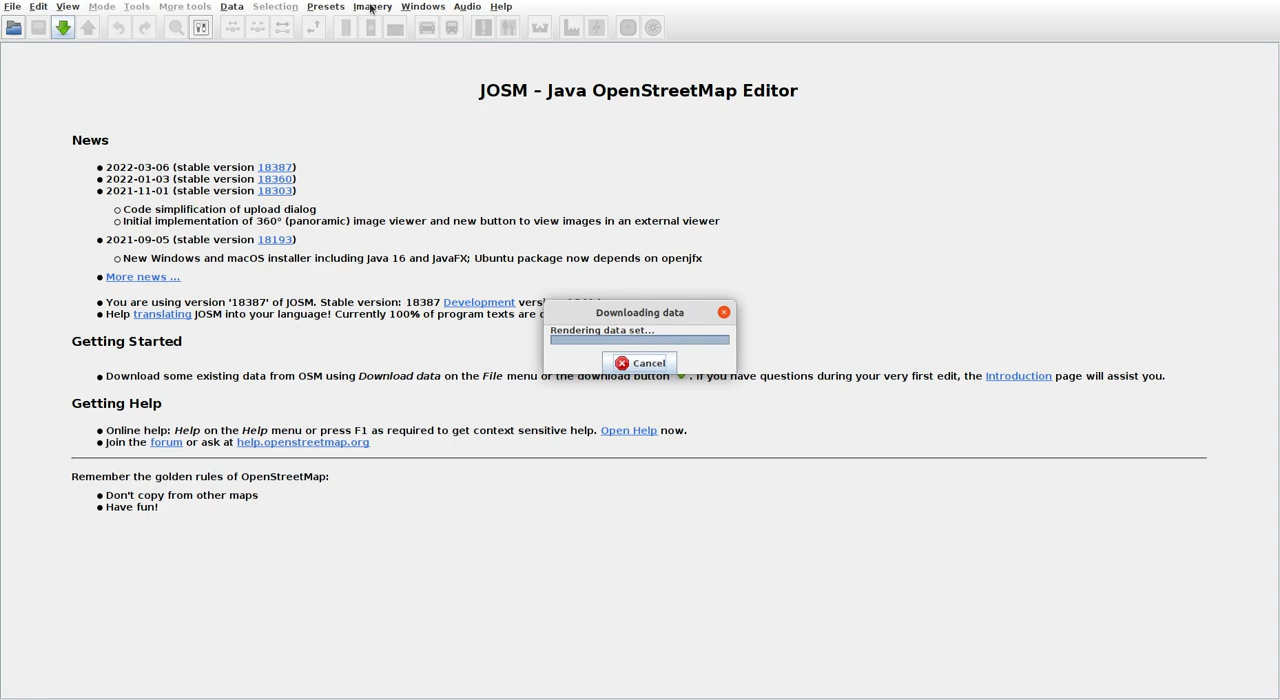 File Edit View Mode Tools More tools Data Selection Presets Imagery Windows Audio Help
JOSM – Java OpenStreetMap Editor
News
2022-03-06 (stable version 18387)
2022-01-03 (stable version 18360)
2021-11-01 (stable version 18303)
Code simplification of upload dialog
Initial implementation of 360° (panoramic) image viewer and new button to view images in an external viewer
2021-09-05 (stable version 18193)
New Windows and macOS installer including Java 16 and JavaFX; Ubuntu package now depends on openjfx
More news ...
You are using version '18387' of JOSM. Stable version: 18387 Development
Help translating JOSM into your language! Currently 100% of program texts are
Downloading data
Rendering data set...
Cancel
Getting Started
Download some existing data from OSM using Download data on the File menu or the download button . If you have questions during your very first edit, the Introduction page will assist you.
Getting Help
Online help: Help on the Help menu or press F1 as required to get context sensitive help. Open Help now.
Join the forum or ask at help.openstreetmap.org
Remember the golden rules of OpenStreetMap:
Don't copy from other maps
Have fun!